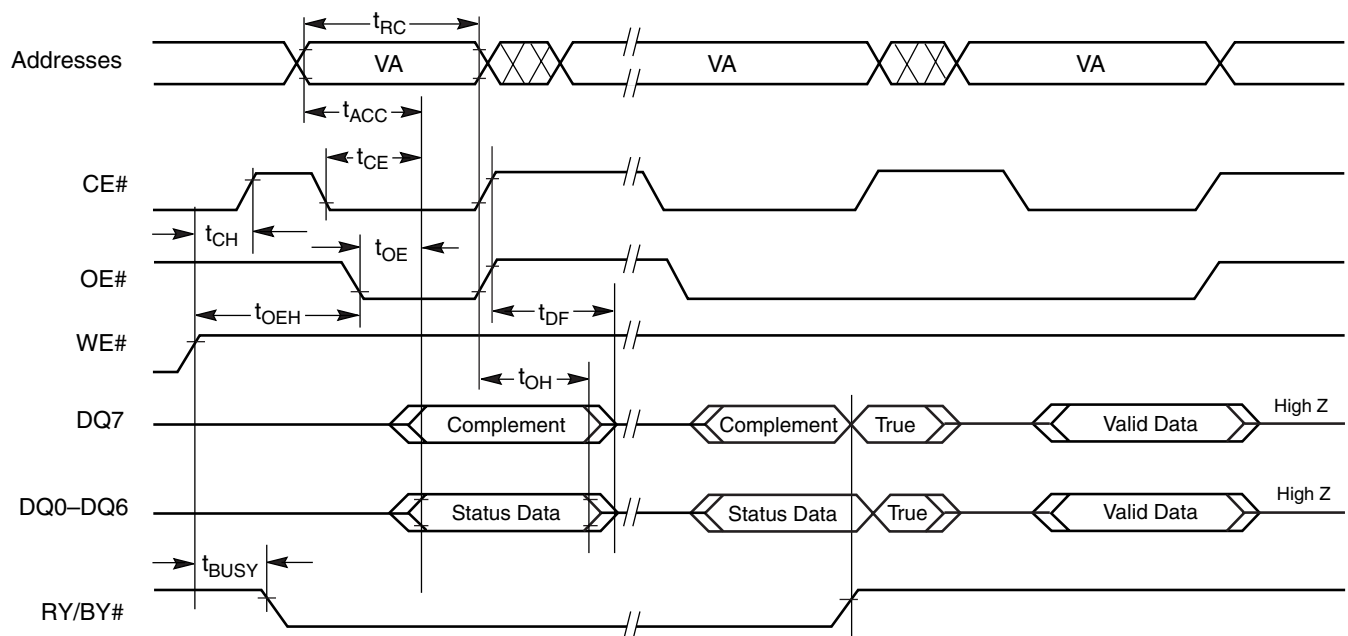 tRC
Addresses VA VA VA
tACC
tCE
CE#
tCH tOE
OE#
tOEH tDF
WE#
tOH
DQ7 Complement Complement True Valid Data High Z
DQ0–DQ6 Status Data Status Data True Valid Data High Z
tBUSY
RY/BY#